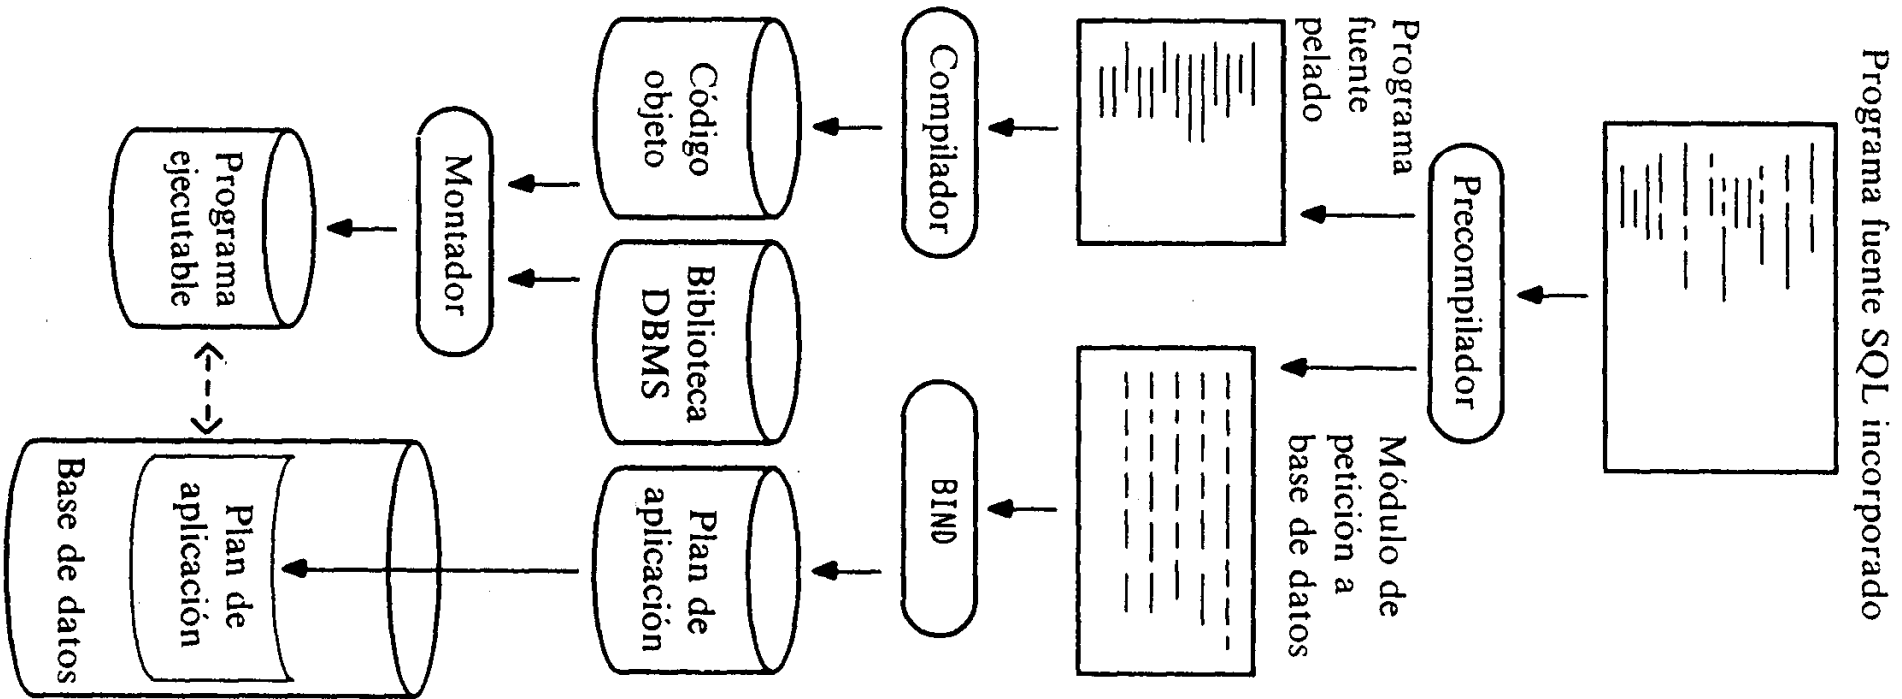 Programa fuente SQL incorporado
Precompilador
Programa
fuente
pelado
Módulo de
petición a
base de datos
Compilador
BIND
Código
objeto
Biblioteca
DBMS
Plan de
aplicación
Montador
Programa
ejecutable
Plan de
aplicación
Base de datos